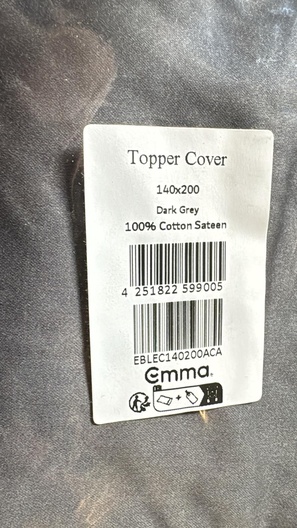 Topper Cover
140x200
Dark Grey
100% Cotton Sateen
4 251822 599005
EBLEC140200ACA
emma